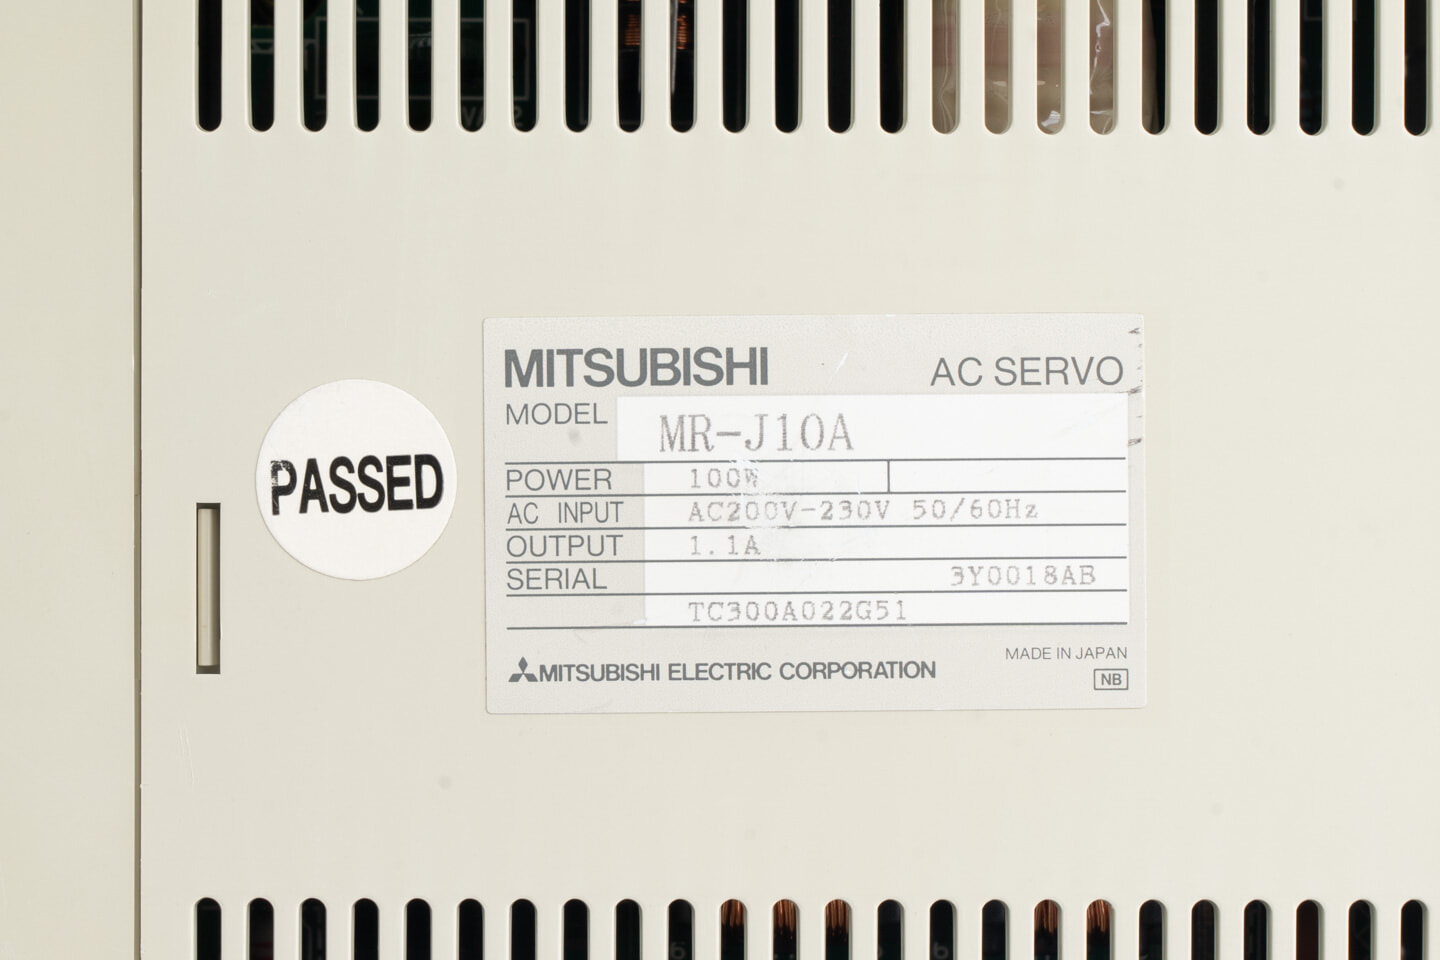 MITSUBISHI AC SERVO
MODEL MR-J10A
POWER 100W
AC INPUT AC200V-230V 50/60Hz
OUTPUT 1.1A
SERIAL 3Y0018AB
TC300A022G51
MITSUBISHI ELECTRIC CORPORATION
MADE IN JAPAN
NB
PASSED